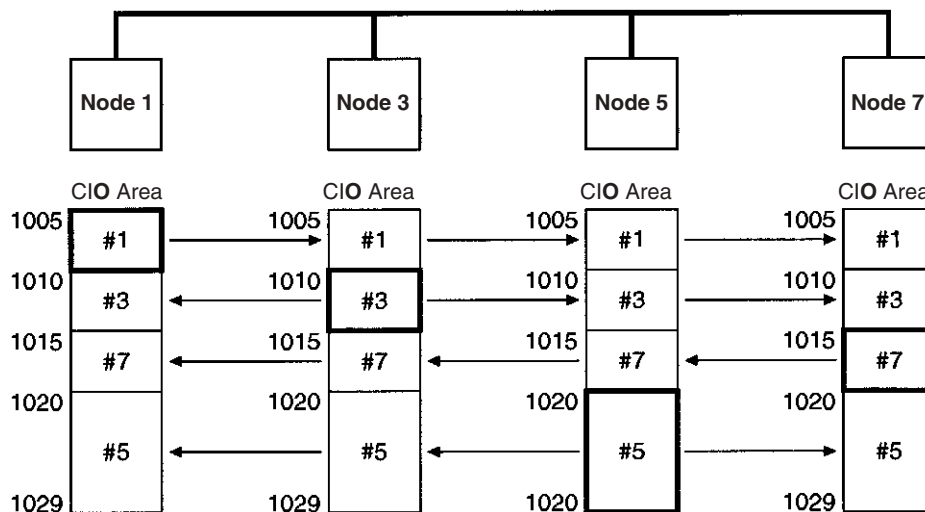 Node 1 Node 3 Node 5 Node 7
CIO Area CIO Area CIO Area CIO Area
1005 #1 1005 #1 1005 #1 1005 #1
1010 #3 1010 #3 1010 #3 1010 #3
1015 #7 1015 #7 1015 #7 1015 #7
1020 1020 1020 1020
#5 #5 #5 #5
1029 1029 1020 1029